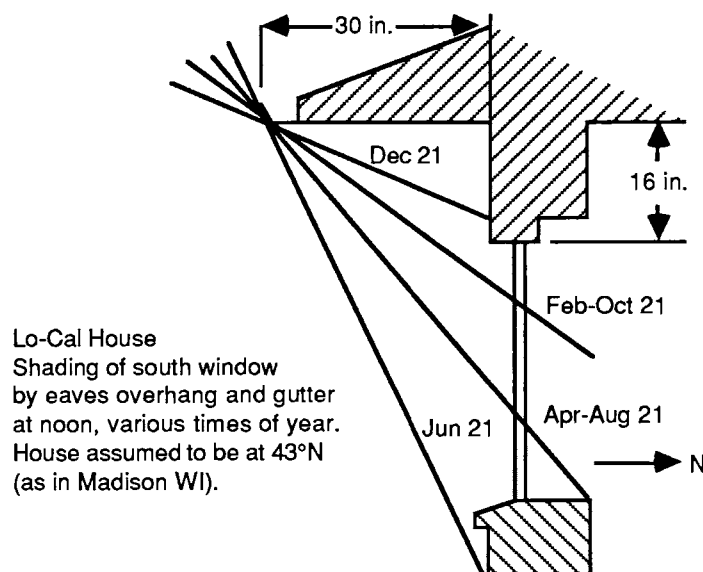 30 in.
Dec 21
16 in.
Feb-Oct 21
Lo-Cal House
Shading of south window
by eaves overhang and gutter
at noon, various times of year.
House assumed to be at 43°N
(as in Madison WI).
Jun 21
Apr-Aug 21
N